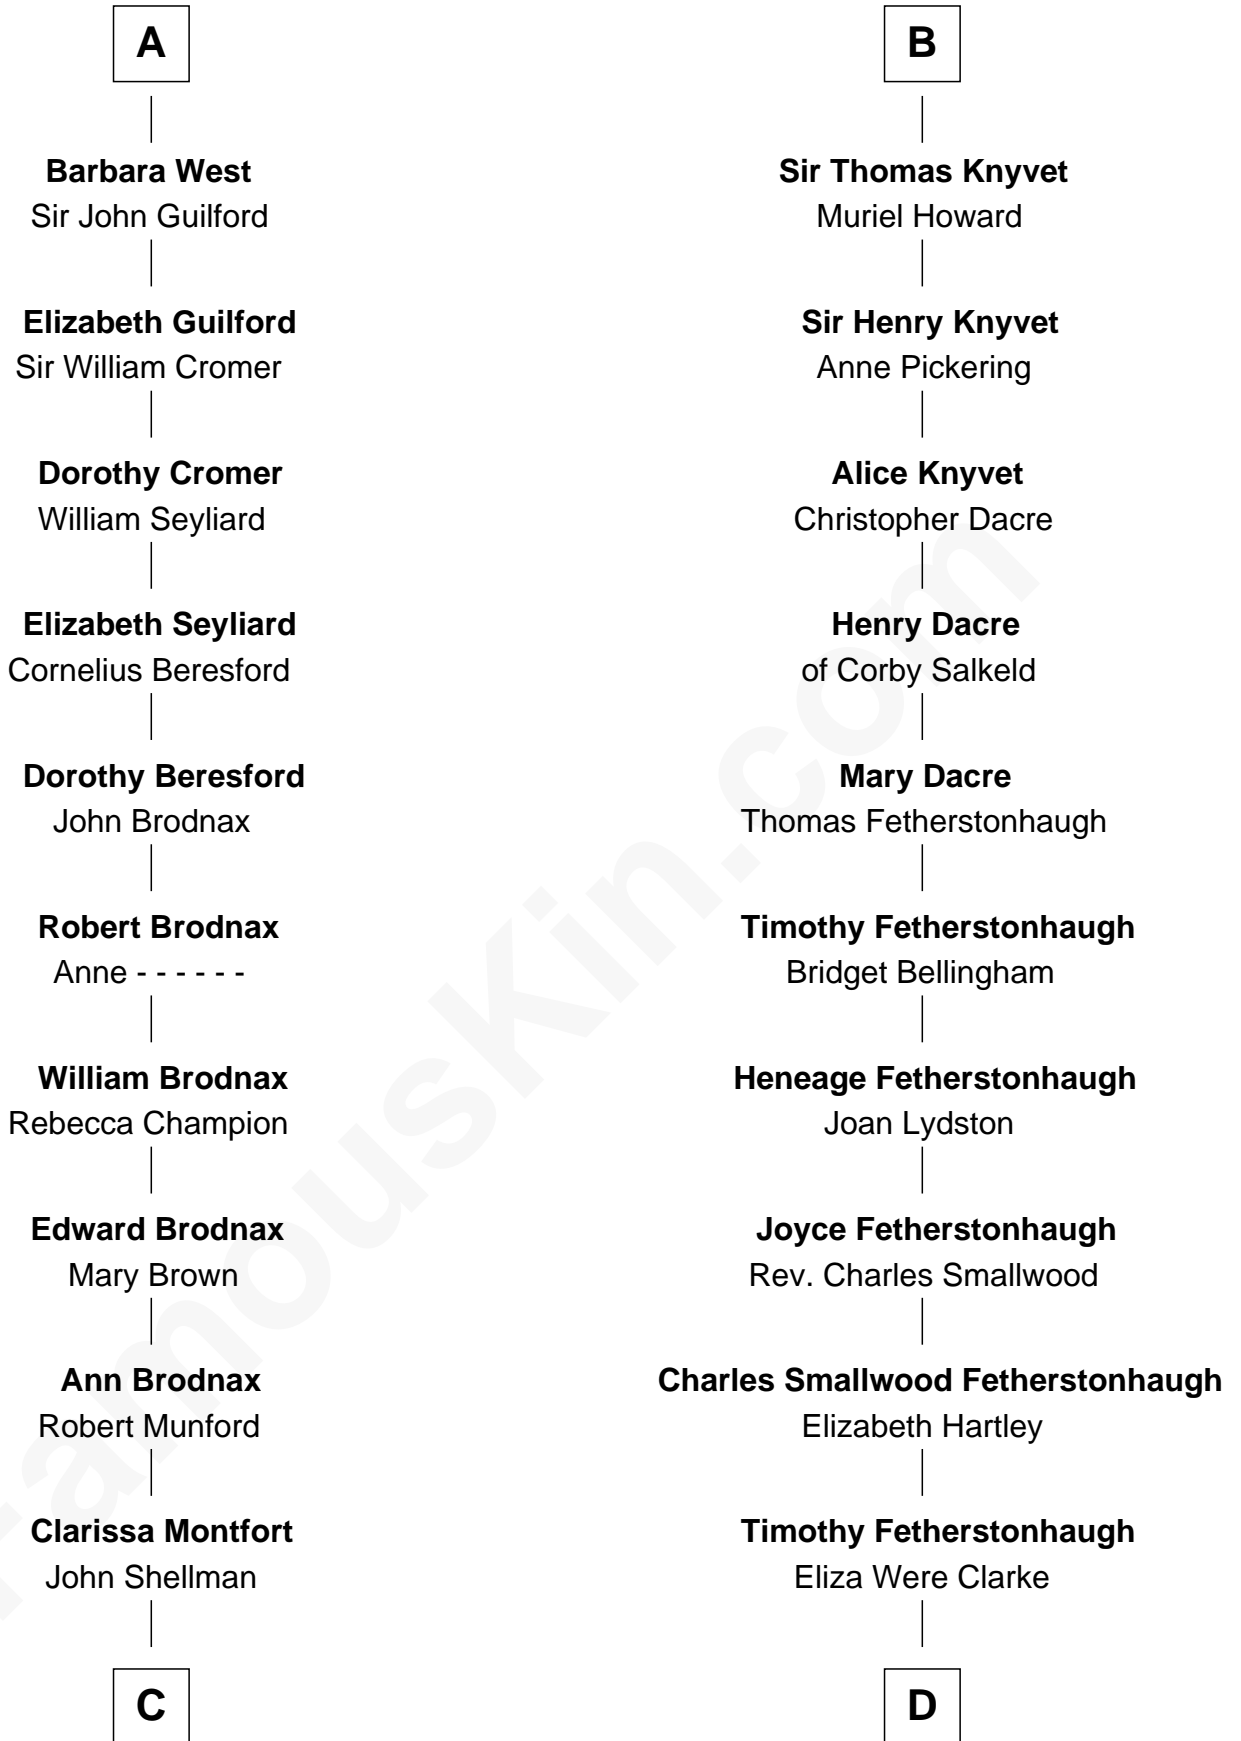 A
Barbara West
Sir John Guilford
Elizabeth Guilford
Sir William Cromer
Dorothy Cromer
William Seyliard
Elizabeth Seyliard
Cornelius Beresford
Dorothy Beresford
John Brodnax
Robert Brodnax
Anne - - - - - -
William Brodnax
Rebecca Champion
Edward Brodnax
Mary Brown
Ann Brodnax
Robert Munford
Clarissa Montfort
John Shellman
C
B
Sir Thomas Knyvet
Muriel Howard
Sir Henry Knyvet
Anne Pickering
Alice Knyvet
Christopher Dacre
Henry Dacre
of Corby Salkeld
Mary Dacre
Thomas Fetherstonhaugh
Timothy Fetherstonhaugh
Bridget Bellingham
Heneage Fetherstonhaugh
Joan Lydston
Joyce Fetherstonhaugh
Rev. Charles Smallwood
Charles Smallwood Fetherstonhaugh
Elizabeth Hartley
Timothy Fetherstonhaugh
Eliza Were Clarke
D
FamousKin.com